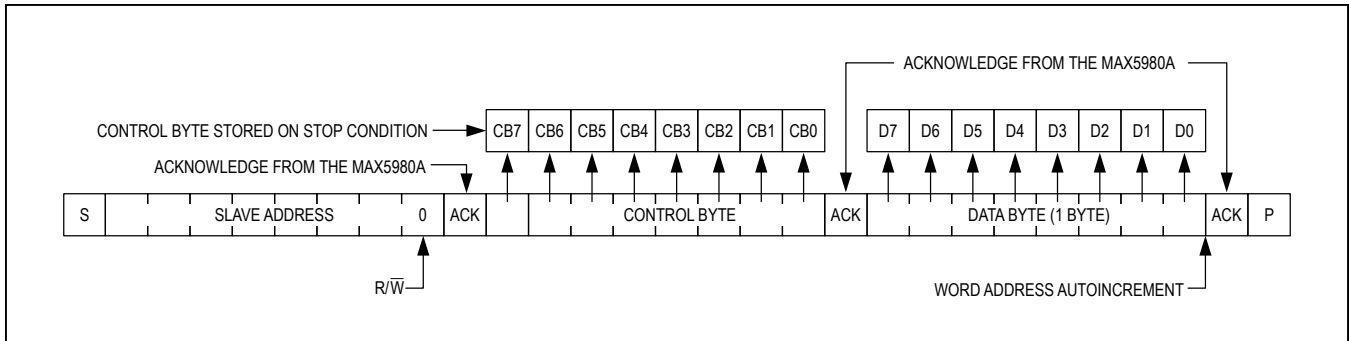 ACKNOWLEDGE FROM THE MAX5980A
CONTROL BYTE STORED ON STOP CONDITION
CB7 CB6 CB5 CB4 CB3 CB2 CB1 CB0
D7 D6 D5 D4 D3 D2 D1 D0
ACKNOWLEDGE FROM THE MAX5980A
S SLAVE ADDRESS 0 ACK CONTROL BYTE ACK DATA BYTE (1 BYTE) ACK P
R/W̅
WORD ADDRESS AUTOINCREMENT